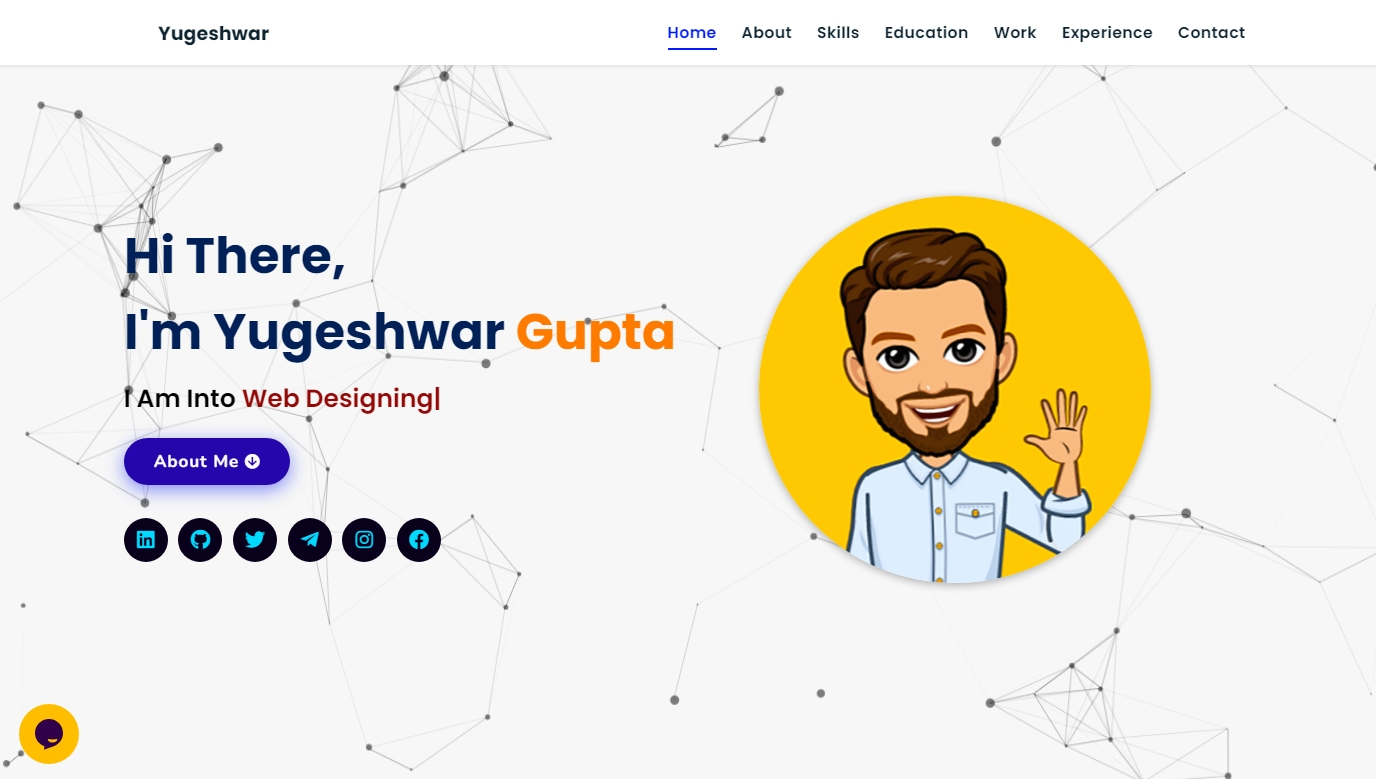 Yugeshwar
Home About Skills Education Work Experience Contact
Hi There,
I'm Yugeshwar Gupta
I Am Into Web Designing|
About Me